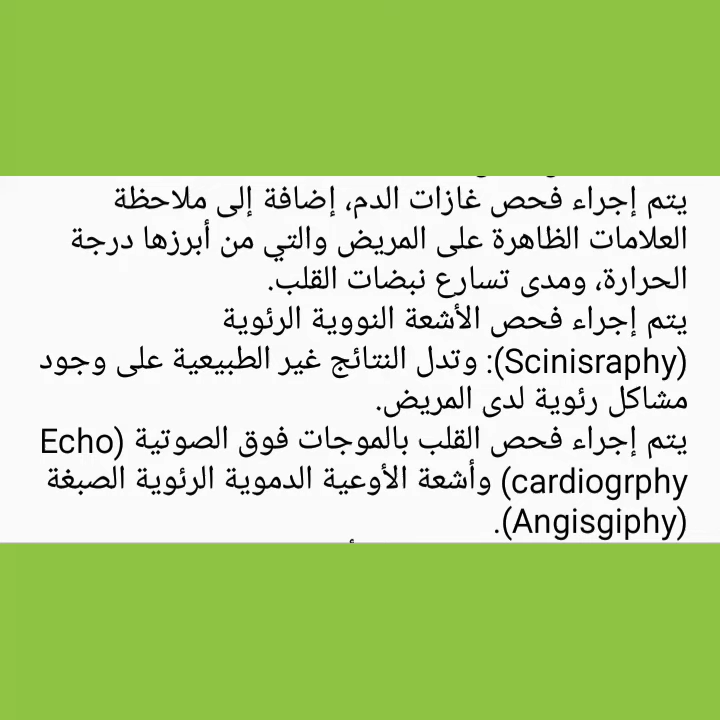 يتم إجراء فحص غازات الدم، إضافة إلى ملاحظة
العلامات الظاهرة على المريض والتي من أبرزها درجة
الحرارة، ومدى تسارع نبضات القلب.
يتم إجراء فحص الأشعة النووية الرئوية
(Scinisraphy): وتدل النتائج غير الطبيعية على وجود
مشاكل رئوية لدى المريض.
يتم إجراء فحص القلب بالموجات فوق الصوتية (Echo
cardiogrphy) وأشعة الأوعية الدموية الرئوية الصبغة
(Angisgiphy).